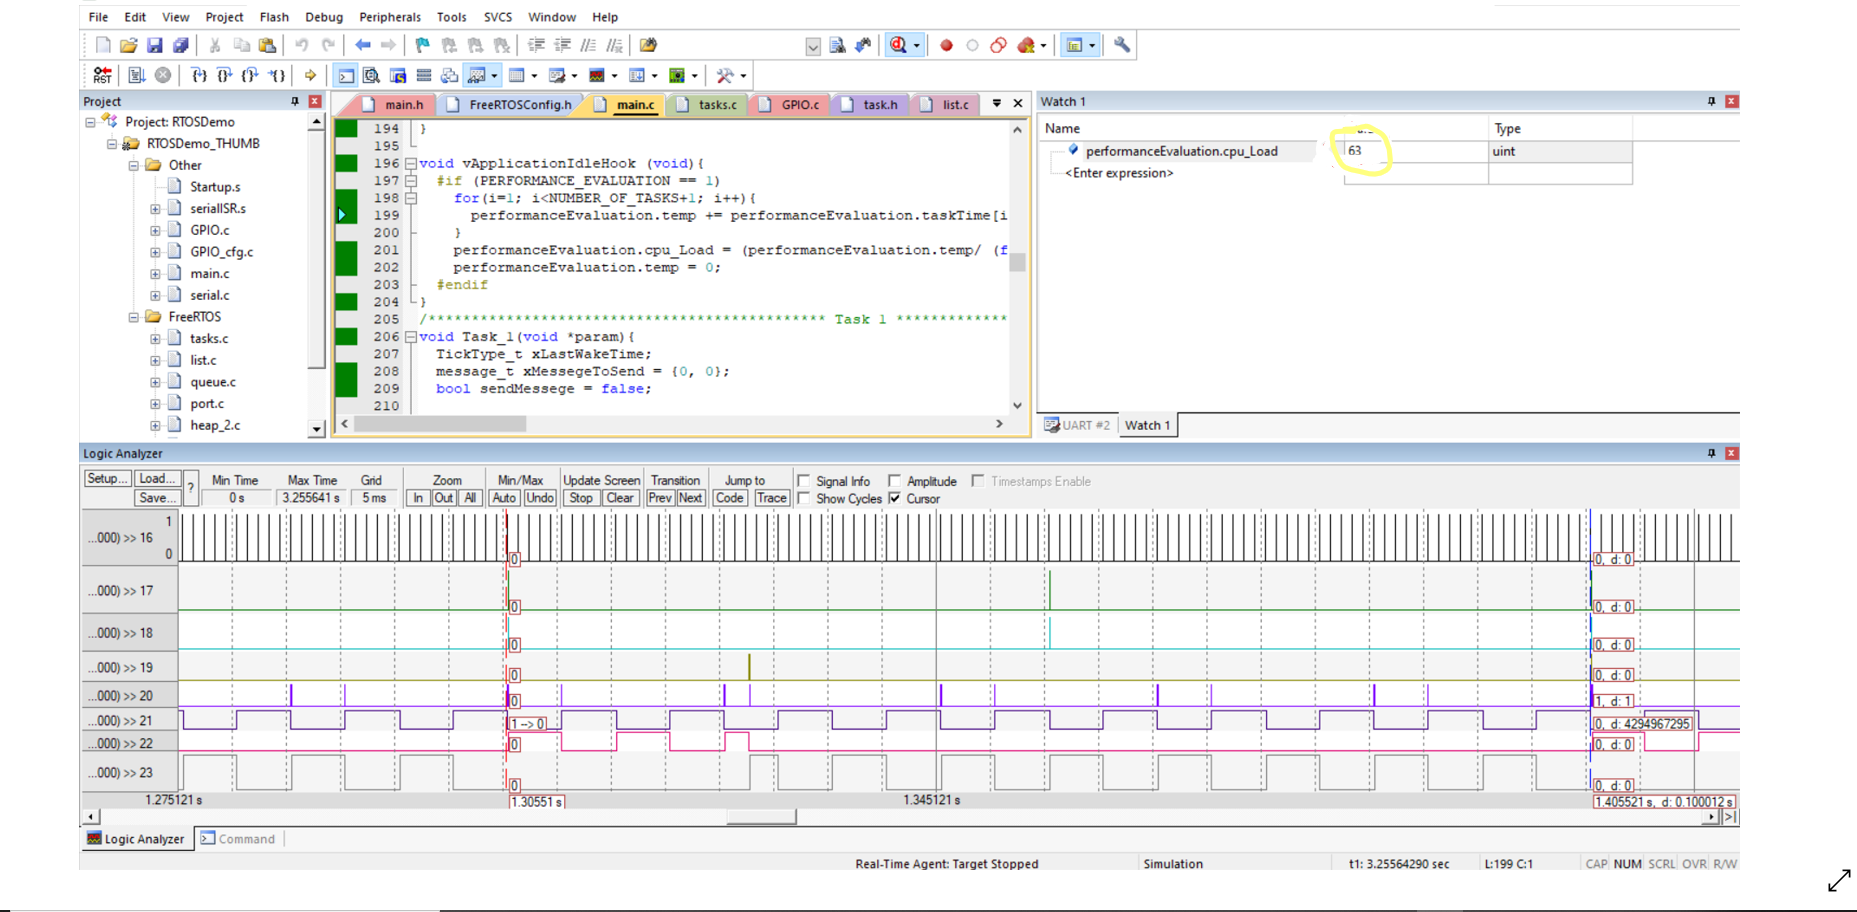 File Edit View Project Flash Debug Peripherals Tools SVCS Window Help
RST
Project
Project: RTOSDemo
RTOSDemo_THUMB
Other
Startup.s
serialISR.s
GPIO.c
GPIO_cfg.c
main.c
serial.c
FreeRTOS
tasks.c
list.c
queue.c
port.c
heap_2.c
main.h FreeRTOSConfig.h main.c tasks.c GPIO.c task.h list.c
194 }
195
196 void vApplicationIdleHook (void){
197 #if (PERFORMANCE_EVALUATION == 1)
198 for(i=1; i<NUMBER_OF_TASKS+1; i++){
199 performanceEvaluation.temp += performanceEvaluation.taskTime[i
200 }
201 performanceEvaluation.cpu_Load = (performanceEvaluation.temp/ (f
202 performanceEvaluation.temp = 0;
203 #endif
204 }
205 /********************************************** Task 1 *************
206 void Task_1(void *param){
207 TickType_t xLastWakeTime;
208 message_t xMessegeToSend = {0, 0};
209 bool sendMessege = false;
210
Watch 1
Name Type
performanceEvaluation.cpu_Load 63 uint
<Enter expression>
UART #2 Watch 1
Logic Analyzer
Setup... Load... Min Time Max Time Grid Zoom Min/Max Update Screen Transition Jump to Signal Info Amplitude Timestamps Enable
Save... ? 0 s 3.255641 s 5 ms In Out All Auto Undo Stop Clear Prev Next Code Trace Show Cycles Cursor
1
...000) >> 16
0 0 0, d: 0
...000) >> 17 0 0, d: 0
...000) >> 18 0 0, d: 0
...000) >> 19 0 0, d: 0
...000) >> 20 0 1, d: 1
...000) >> 21 1 --> 0 0, d: 4294967295
...000) >> 22 0 0, d: 0
...000) >> 23 0 0, d: 0
1.275121 s 1.30551 s 1.345121 s 1.405521 s, d: 0.100012 s
Logic Analyzer Command
Real-Time Agent: Target Stopped Simulation t1: 3.25564290 sec L:199 C:1 CAP NUM SCRL OVR R/W